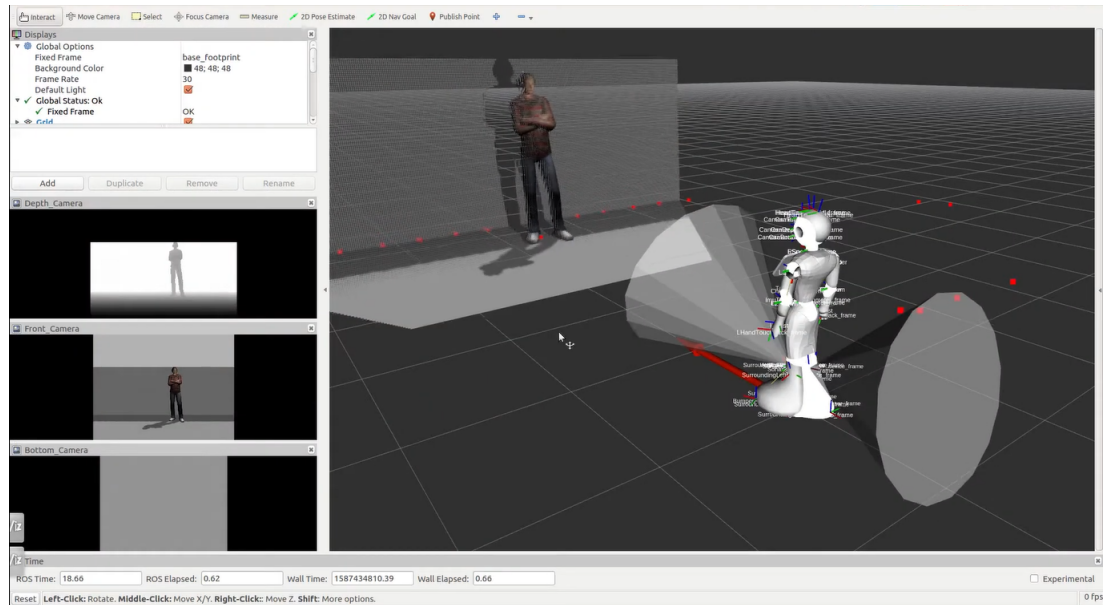 Interact Move Camera Select Focus Camera Measure 2D Pose Estimate 2D Nav Goal Publish Point
Displays
Global Options
Fixed Frame base_footprint
Background Color 48; 48; 48
Frame Rate 30
Default Light
Global Status: Ok
Fixed Frame OK
Grid
Add Duplicate Remove Rename
Depth_Camera
Front_Camera
Bottom_Camera
Time
ROS Time: 18.66 ROS Elapsed: 0.62 Wall Time: 1587434810.39 Wall Elapsed: 0.66 Experimental
Reset Left-Click: Rotate. Middle-Click: Move X/Y. Right-Click:: Move Z. Shift: More options. 0 fps